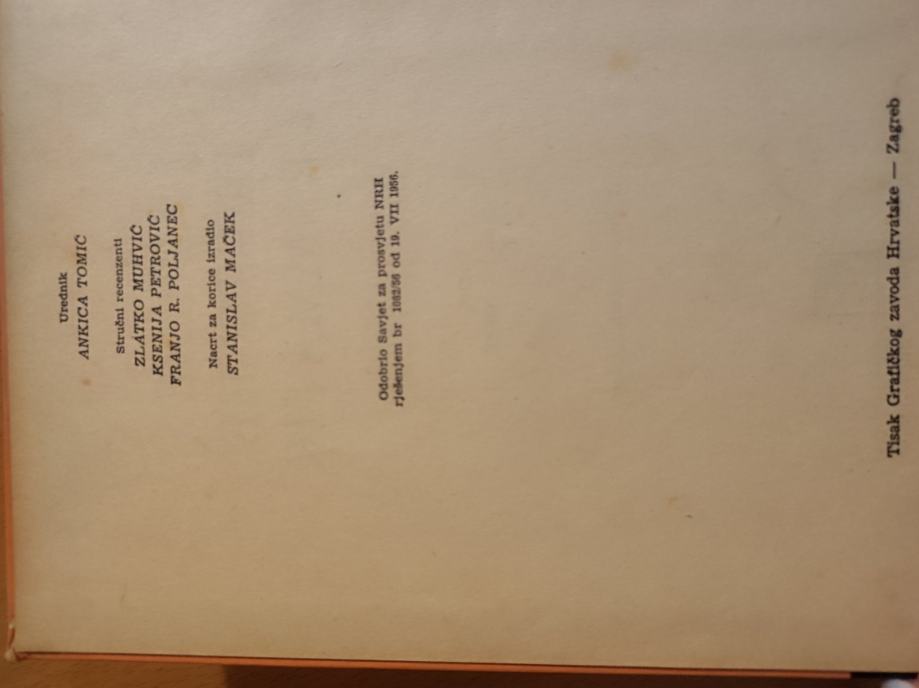 Urednik
ANKICA TOMIĆ
Stručni recenzenti
ZLATKO MUHVIĆ
KSENIJA PETROVIĆ
FRANJO R. POLJANEC
Nacrt za korice izradio
STANISLAV MAČEK
Odobrio Savjet za prosvjetu NRH
rješenjem br 1082/56 od 19. VII 1956.
Tisak Grafičkog zavoda Hrvatske — Zagreb